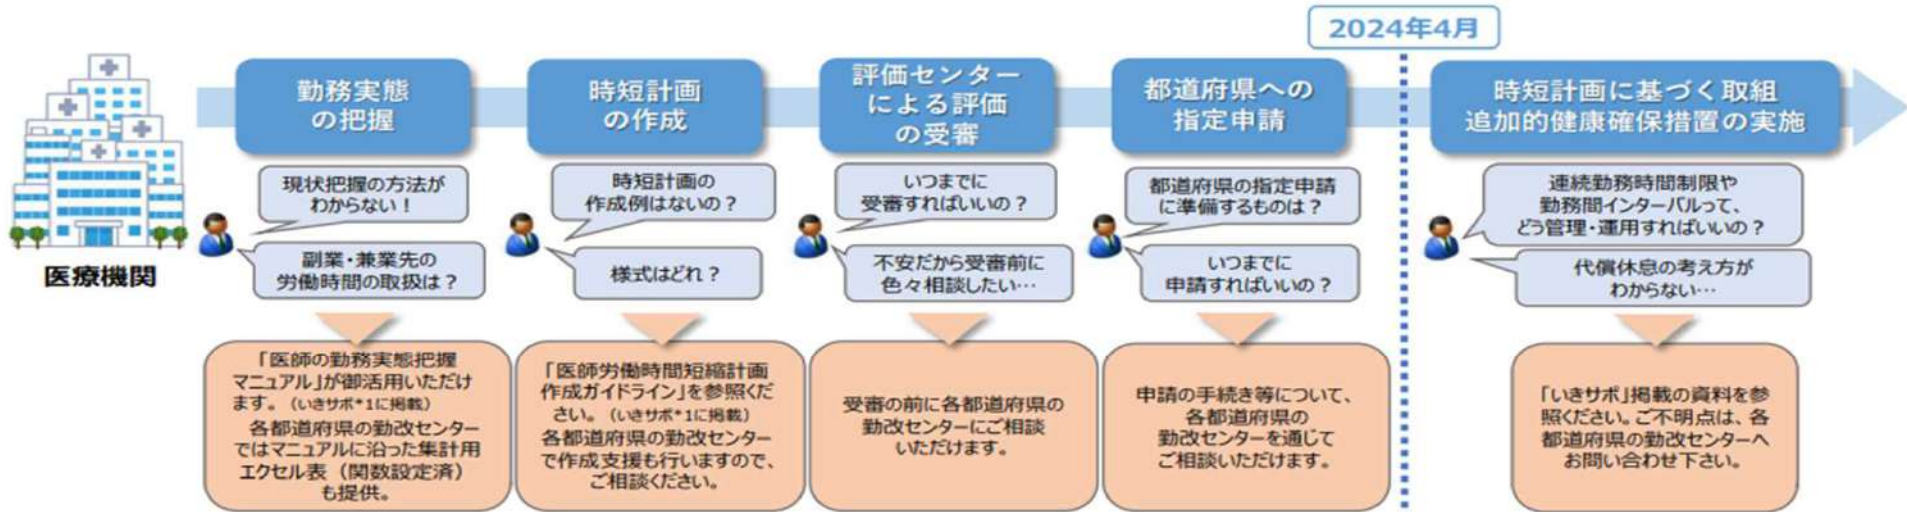 2024年4月
医療機関
勤務実態
の把握
現状把握の方法が
わからない！
副業・兼業先の
労働時間の取扱は？
「医師の勤務実態把握
マニュアル」が御活用いただけ
ます。（いきサポ*1に掲載）
各都道府県の勤改センター
ではマニュアルに沿った集計用
エクセル表（関数設定済）
も提供。
時短計画
の作成
時短計画の
作成例はないの？
様式はどれ？
「医師労働時間短縮計画
作成ガイドライン」を参照くだ
さい。（いきサポ*1に掲載）
各都道府県の勤改センター
で作成支援も行いますので、
ご相談ください。
評価センター
による評価
の受審
いつまでに
受審すればいいの？
不安だから受審前に
色々相談したい…
受審の前に各都道府県の
勤改センターにご相談
いただけます。
都道府県への
指定申請
都道府県の指定申請
に準備するものは？
いつまでに
申請すればいいの？
申請の手続き等について、
各都道府県の
勤改センターを通じて
ご相談いただけます。
時短計画に基づく取組
追加的健康確保措置の実施
連続勤務時間制限や
勤務間インターバルって、
どう管理・運用すればいいの？
代償休息の考え方が
わからない…
「いきサポ」掲載の資料を参
照ください。ご不明点は、各
都道府県の勤改センターへ
お問い合わせ下さい。